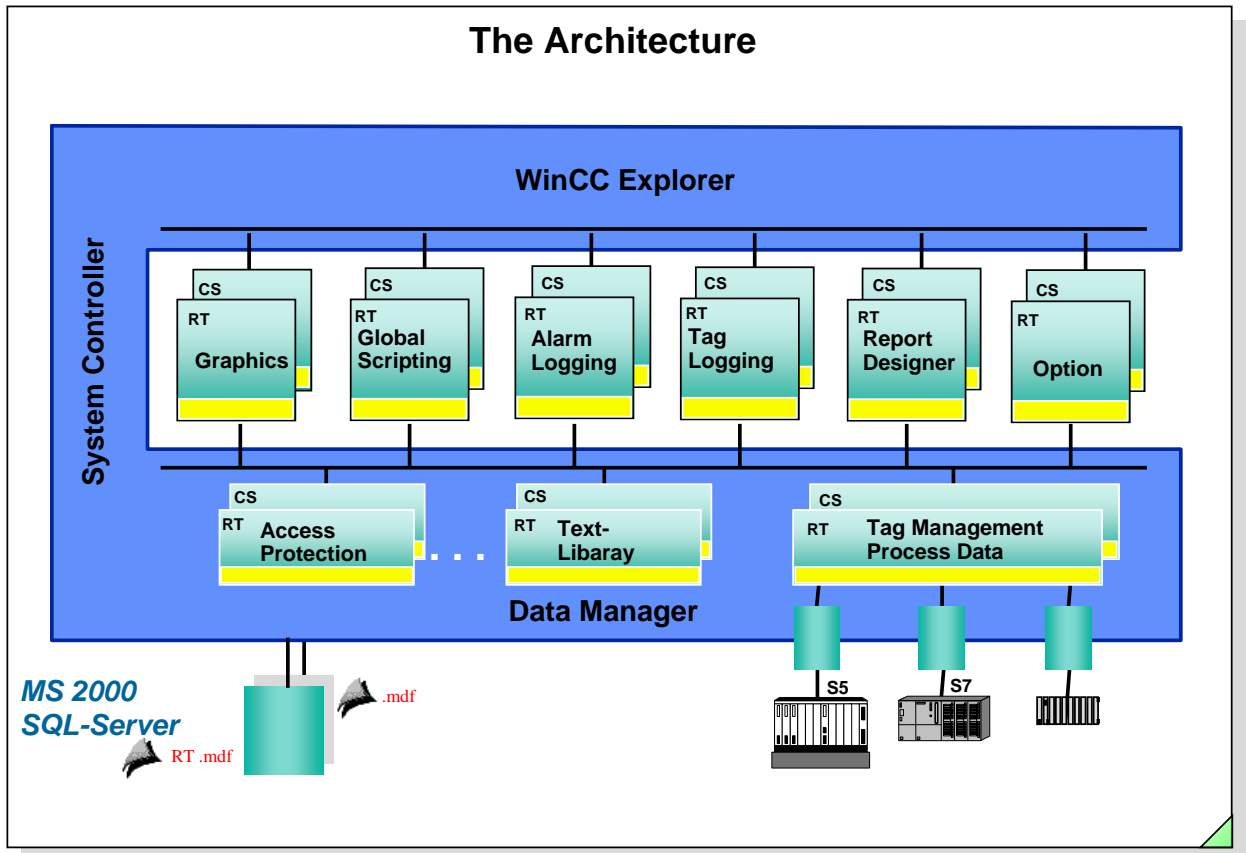 The Architecture
WinCC Explorer
System Controller
CS
RT
Graphics
CS
RT
Global
Scripting
CS
RT
Alarm
Logging
CS
RT
Tag
Logging
CS
RT
Report
Designer
CS
RT
Option
CS
RT
Access
Protection
. . .
CS
RT
Text-
Libaray
CS
RT
Tag Management
Process Data
Data Manager
MS 2000
SQL-Server
.mdf
RT .mdf
S5
S7